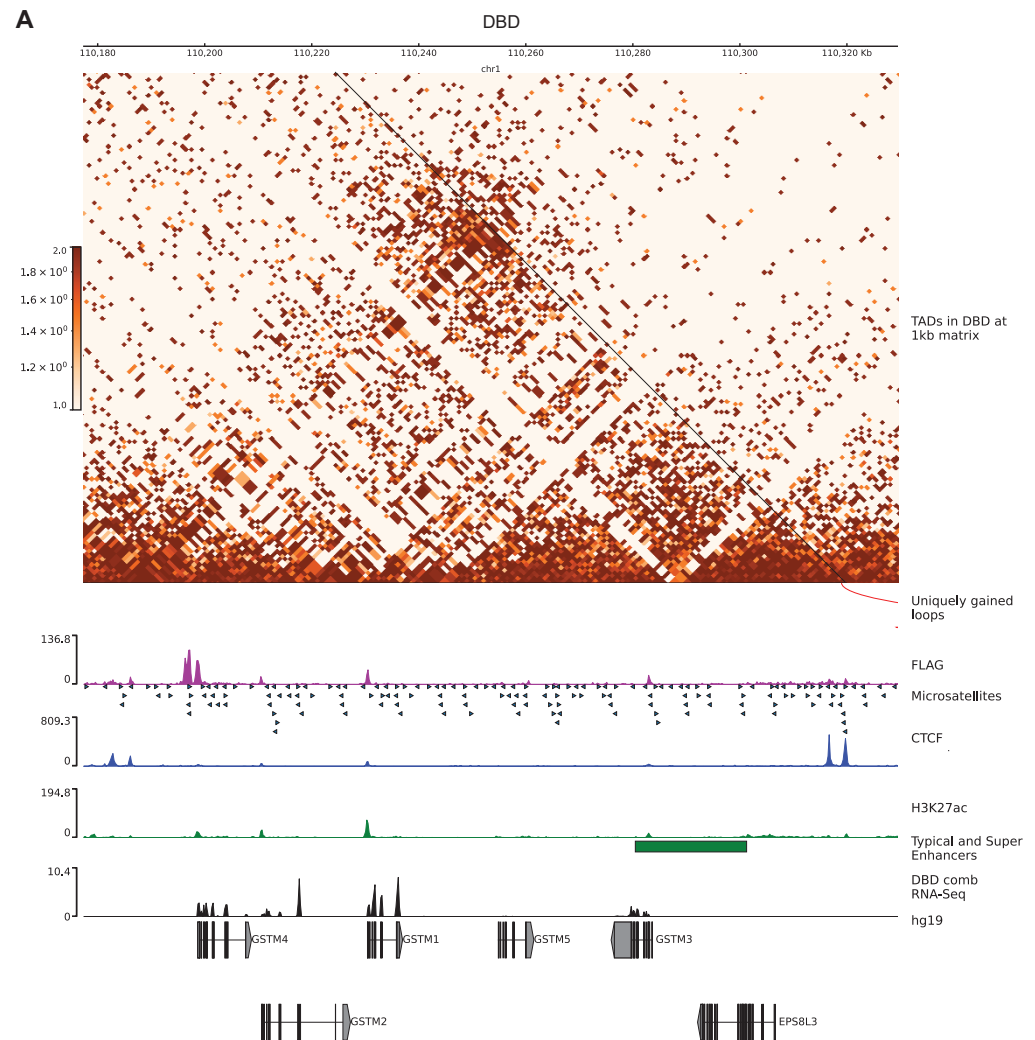 A
DBD
110,180 110,200 110,220 110,240 110,260 110,280 110,300 110,320 Kb
chr1
2.0
1.8 × 10⁰
1.6 × 10⁰
1.4 × 10⁰
1.2 × 10⁰
1.0
TADs in DBD at
1kb matrix
Uniquely gained
loops
136.8
0
FLAG
Microsatellites
809.3
0
CTCF
194.8
0
H3K27ac
Typical and Super
Enhancers
10.4
0
DBD comb
RNA-Seq
hg19
GSTM4 GSTM1 GSTM5 GSTM3
GSTM2 EPS8L3